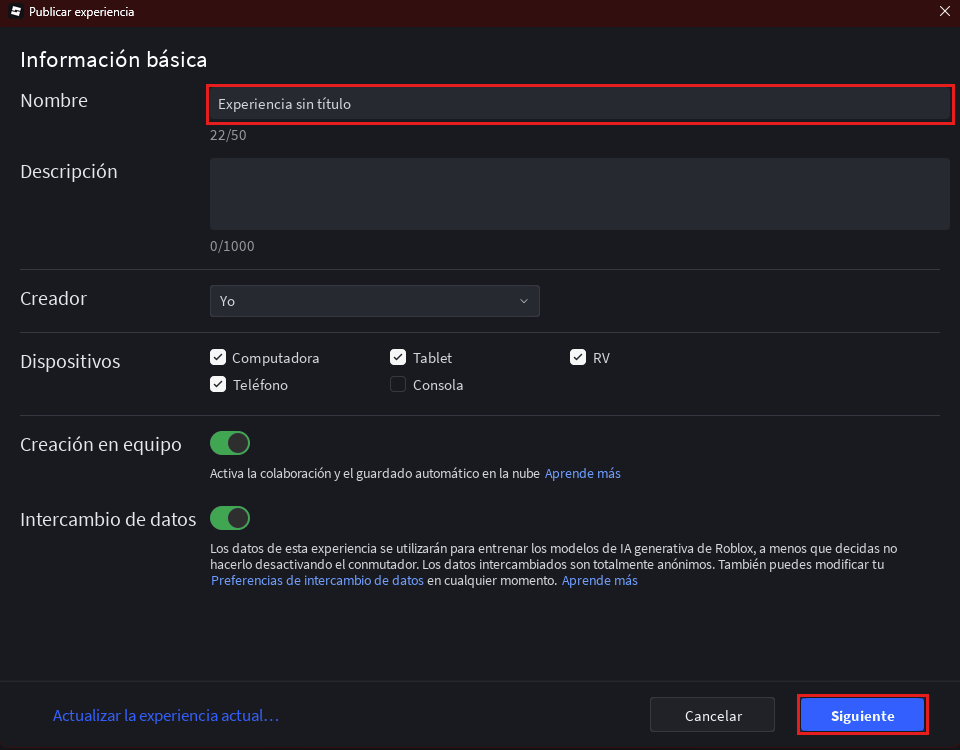 Publicar experiencia
Información básica
Nombre
Experiencia sin título
22/50
Descripción
0/1000
Creador
Yo
Dispositivos
Computadora
Tablet
RV
Teléfono
Consola
Creación en equipo
Activa la colaboración y el guardado automático en la nube Aprende más
Intercambio de datos
Los datos de esta experiencia se utilizarán para entrenar los modelos de IA generativa de Roblox, a menos que decidas no
hacerlo desactivando el conmutador. Los datos intercambiados son totalmente anónimos. También puedes modificar tu
Preferencias de intercambio de datos en cualquier momento. Aprende más
Actualizar la experiencia actual...
Cancelar
Siguiente